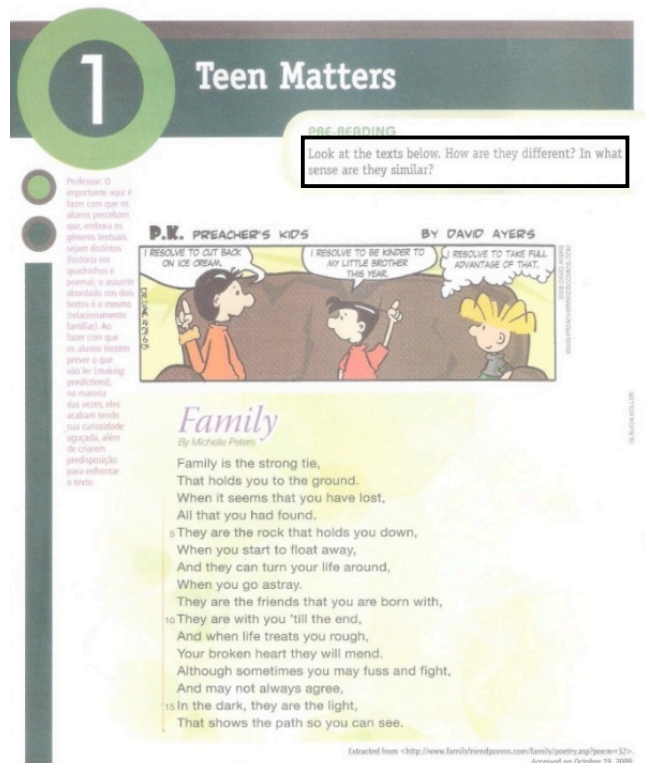 1
Teen Matters
PRE-READING
Look at the texts below. How are they different? In what
sense are they similar?
Professor: O
importante aqui é
fazer com que os
alunos percebam
que, embora os
gêneros textuais
sejam distintos
(história em
quadrinhos e
poema), o assunto
abordado nos dois
textos é o mesmo
(relacionamento
familiar). Ao
fazer com que
os alunos tentem
prever o que
vão ler (making
predictions),
na maioria
das vezes, eles
acabam tendo
sua curiosidade
aguçada, além
de criarem
predisposição
para enfrentar
o texto.
P.K. PREACHER'S KIDS BY DAVID AYERS
I RESOLVE TO CUT BACK
ON ICE CREAM.
I RESOLVE TO BE KINDER TO
MY LITTLE BROTHER
THIS YEAR.
I RESOLVE TO TAKE FULL
ADVANTAGE OF THAT.
Family
By Michelle Peters
Family is the strong tie,
That holds you to the ground.
When it seems that you have lost,
All that you had found.
5 They are the rock that holds you down,
When you start to float away,
And they can turn your life around,
When you go astray.
They are the friends that you are born with,
10 They are with you 'till the end,
And when life treats you rough,
Your broken heart they will mend.
Although sometimes you may fuss and fight,
And may not always agree,
15 In the dark, they are the light,
That shows the path so you can see.
Extracted from <http://www.familyfriendpoems.com/family/poetry.asp?poem=32>.
Accessed on October 19, 2009.